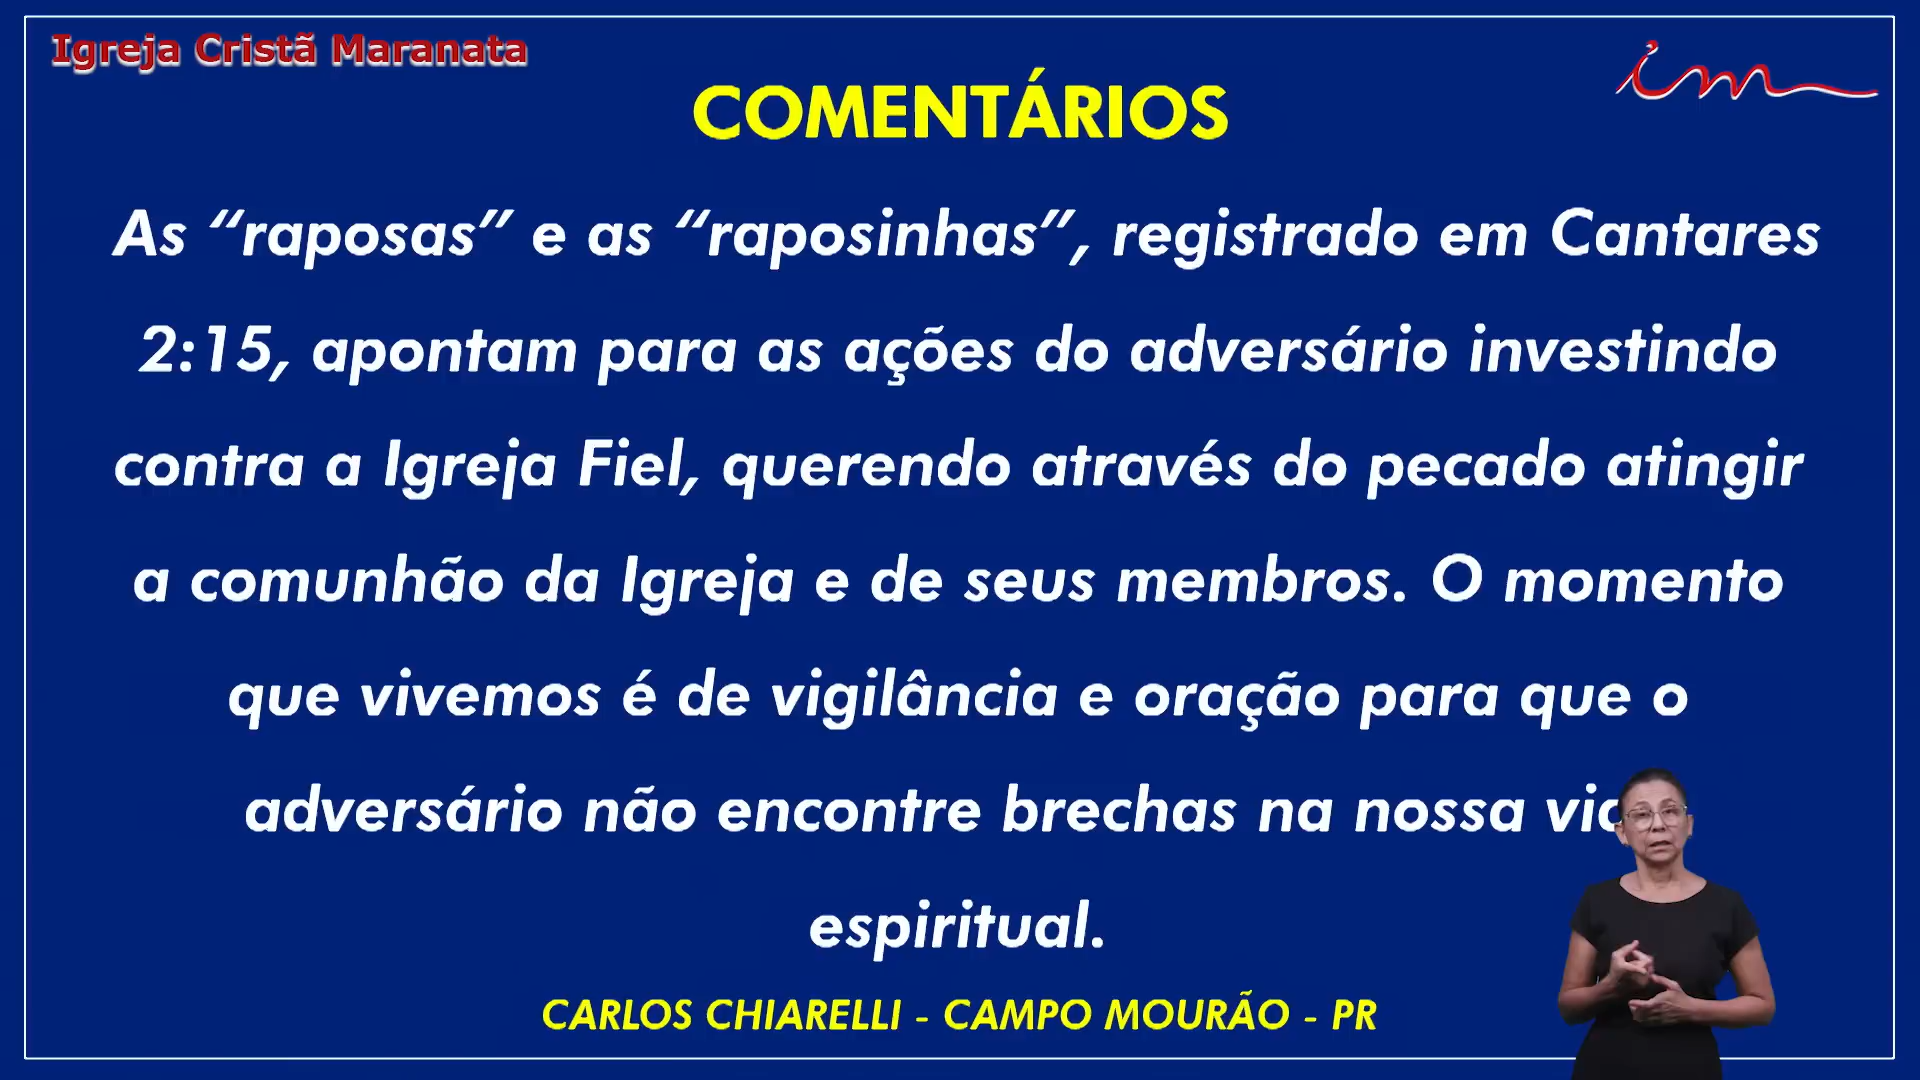 Igreja Cristã Maranata
im
COMENTÁRIOS
As “raposas” e as “raposinhas”, registrado em Cantares
2:15, apontam para as ações do adversário investindo
contra a Igreja Fiel, querendo através do pecado atingir
a comunhão da Igreja e de seus membros. O momento
que vivemos é de vigilância e oração para que o
adversário não encontre brechas na nossa
espiritual.
CARLOS CHIARELLI - CAMPO MOURÃO - PR